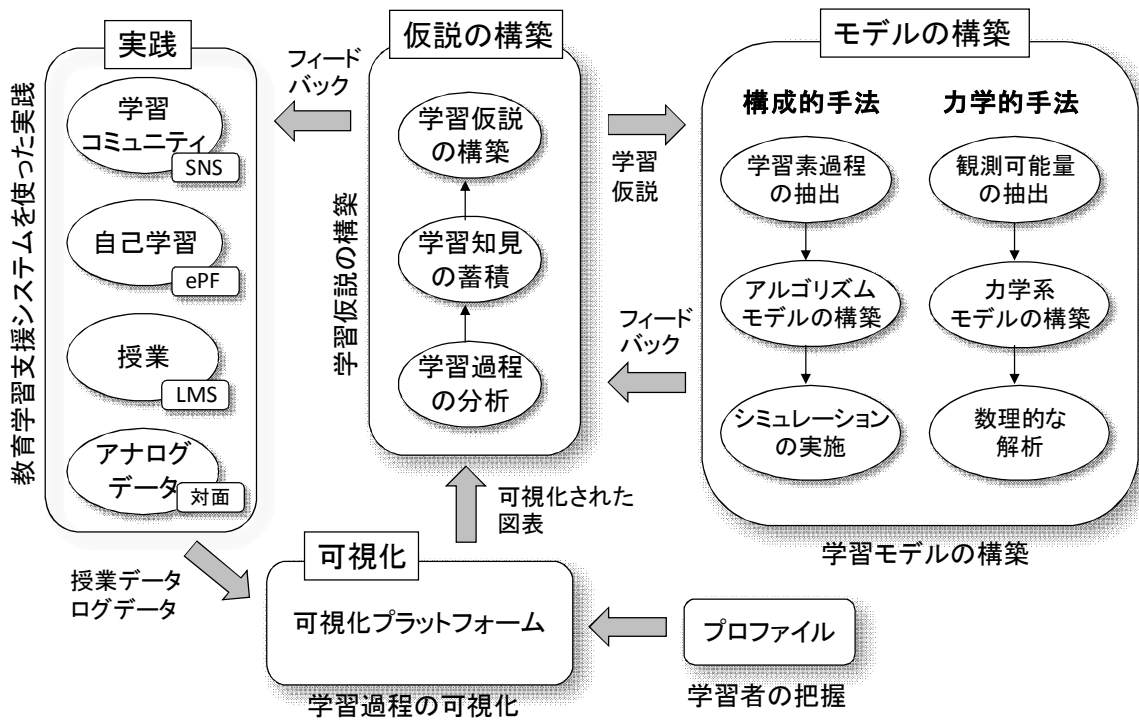 実践
教育学習支援システムを使った実践
学習
コミュニティ
SNS
自己学習
ePF
授業
LMS
アナログ
データ
対面
フィード
バック
授業データ
ログデータ
仮説の構築
学習仮説の構築
学習仮説
の構築
学習知見
の蓄積
学習過程
の分析
可視化された
図表
学習
仮説
フィード
バック
モデルの構築
構成的手法
学習素過程
の抽出
アルゴリズム
モデルの構築
シミュレーション
の実施
力学的手法
観測可能量
の抽出
力学系
モデルの構築
数理的な
解析
学習モデルの構築
可視化
可視化プラットフォーム
学習過程の可視化
プロファイル
学習者の把握